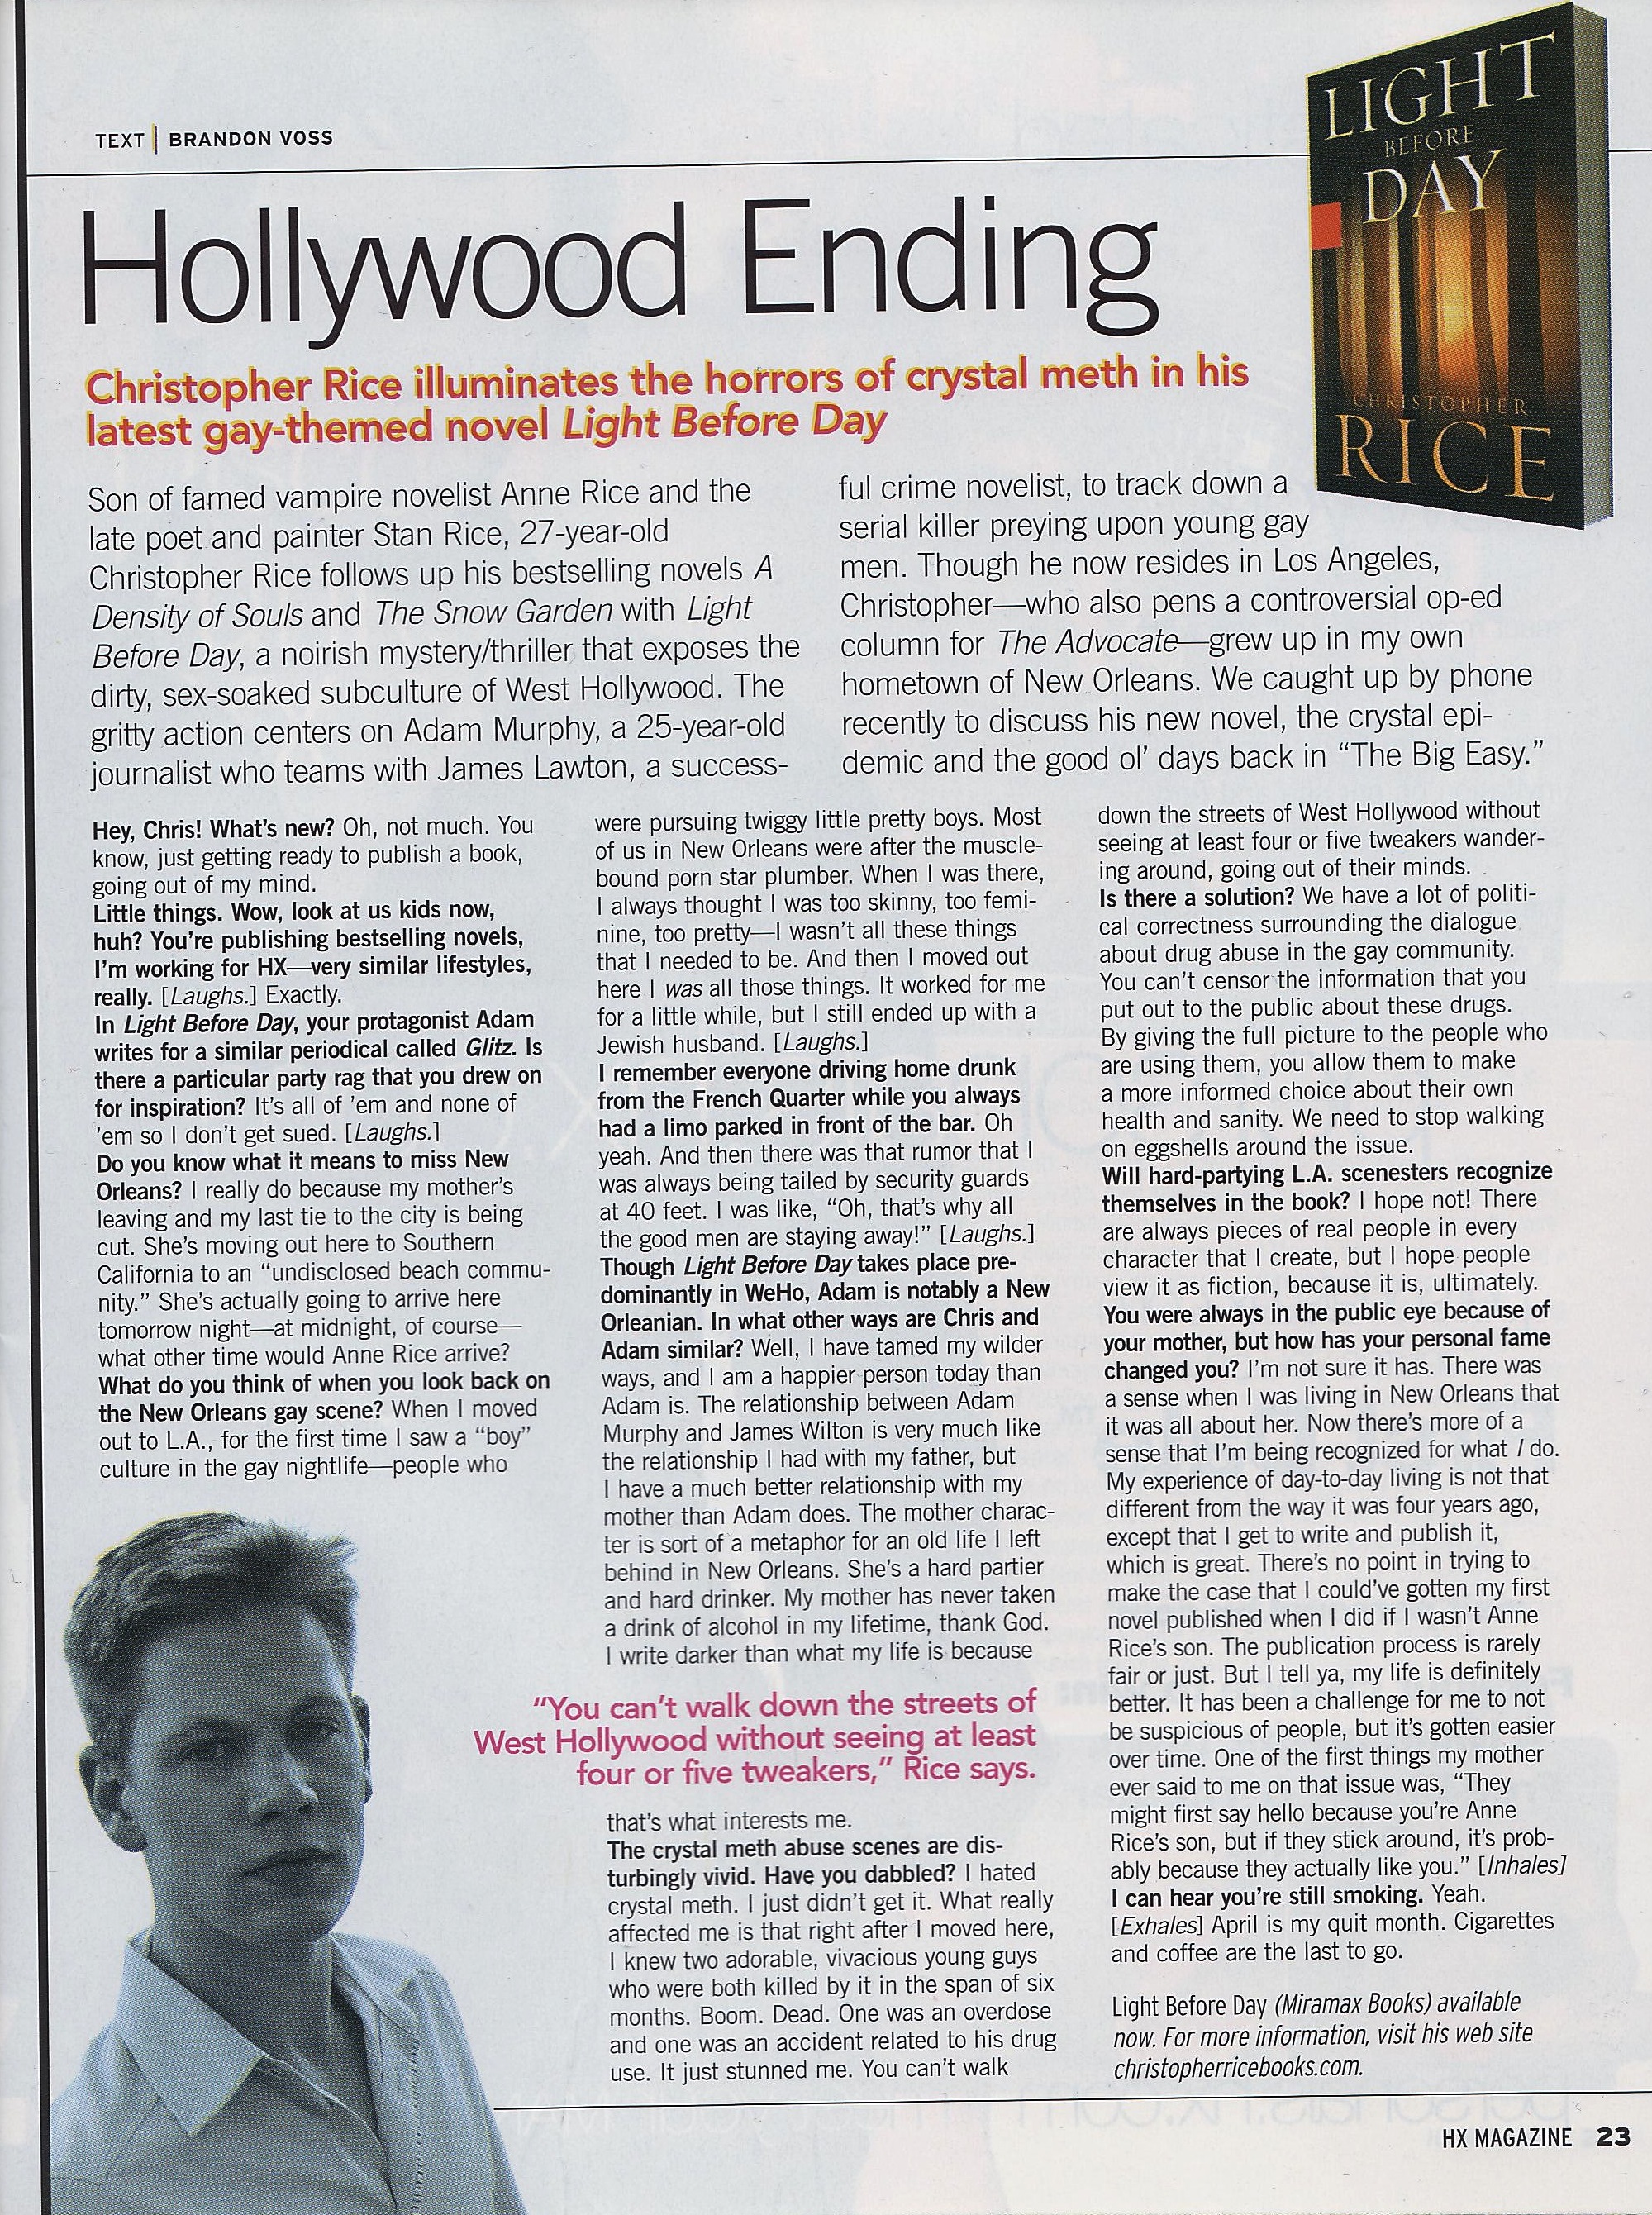 TEXT | BRANDON VOSS
LIGHT
BEFORE
DAY
CHRISTOPHER
RICE
Hollywood Ending
Christopher Rice illuminates the horrors of crystal meth in his
latest gay-themed novel Light Before Day
Son of famed vampire novelist Anne Rice and the
late poet and painter Stan Rice, 27-year-old
Christopher Rice follows up his bestselling novels A
Density of Souls and The Snow Garden with Light
Before Day, a noirish mystery/thriller that exposes the
dirty, sex-soaked subculture of West Hollywood. The
gritty action centers on Adam Murphy, a 25-year-old
journalist who teams with James Lawton, a success-
ful crime novelist, to track down a
serial killer preying upon young gay
men. Though he now resides in Los Angeles,
Christopher—who also pens a controversial op-ed
column for The Advocate—grew up in my own
hometown of New Orleans. We caught up by phone
recently to discuss his new novel, the crystal epi-
demic and the good ol' days back in “The Big Easy.”
Hey, Chris! What's new? Oh, not much. You
know, just getting ready to publish a book,
going out of my mind.
Little things. Wow, look at us kids now,
huh? You're publishing bestselling novels,
I'm working for HX—very similar lifestyles,
really. [Laughs.] Exactly.
In Light Before Day, your protagonist Adam
writes for a similar periodical called Glitz. Is
there a particular party rag that you drew on
for inspiration? It's all of 'em and none of
'em so I don't get sued. [Laughs.]
Do you know what it means to miss New
Orleans? I really do because my mother's
leaving and my last tie to the city is being
cut. She's moving out here to Southern
California to an “undisclosed beach commu-
nity.” She's actually going to arrive here
tomorrow night—at midnight, of course—
what other time would Anne Rice arrive?
What do you think of when you look back on
the New Orleans gay scene? When I moved
out to L.A., for the first time I saw a “boy”
culture in the gay nightlife—people who
were pursuing twiggy little pretty boys. Most
of us in New Orleans were after the muscle-
bound porn star plumber. When I was there,
I always thought I was too skinny, too femi-
nine, too pretty—I wasn't all these things
that I needed to be. And then I moved out
here I was all those things. It worked for me
for a little while, but I still ended up with a
Jewish husband. [Laughs.]
I remember everyone driving home drunk
from the French Quarter while you always
had a limo parked in front of the bar. Oh
yeah. And then there was that rumor that I
was always being tailed by security guards
at 40 feet. I was like, “Oh, that's why all
the good men are staying away!” [Laughs.]
Though Light Before Day takes place pre-
dominantly in WeHo, Adam is notably a New
Orleanian. In what other ways are Chris and
Adam similar? Well, I have tamed my wilder
ways, and I am a happier person today than
Adam is. The relationship between Adam
Murphy and James Wilton is very much like
the relationship I had with my father, but
I have a much better relationship with my
mother than Adam does. The mother charac-
ter is sort of a metaphor for an old life I left
behind in New Orleans. She's a hard partier
and hard drinker. My mother has never taken
a drink of alcohol in my lifetime, thank God.
I write darker than what my life is because
“You can't walk down the streets of
West Hollywood without seeing at least
four or five tweakers,” Rice says.
that's what interests me.
The crystal meth abuse scenes are dis-
turbingly vivid. Have you dabbled? I hated
crystal meth. I just didn't get it. What really
affected me is that right after I moved here,
I knew two adorable, vivacious young guys
who were both killed by it in the span of six
months. Boom. Dead. One was an overdose
and one was an accident related to his drug
use. It just stunned me. You can't walk
down the streets of West Hollywood without
seeing at least four or five tweakers wander-
ing around, going out of their minds.
Is there a solution? We have a lot of politi-
cal correctness surrounding the dialogue
about drug abuse in the gay community.
You can't censor the information that you
put out to the public about these drugs.
By giving the full picture to the people who
are using them, you allow them to make
a more informed choice about their own
health and sanity. We need to stop walking
on eggshells around the issue.
Will hard-partying L.A. scenesters recognize
themselves in the book? I hope not! There
are always pieces of real people in every
character that I create, but I hope people
view it as fiction, because it is, ultimately.
You were always in the public eye because of
your mother, but how has your personal fame
changed you? I'm not sure it has. There was
a sense when I was living in New Orleans that
it was all about her. Now there's more of a
sense that I'm being recognized for what I do.
My experience of day-to-day living is not that
different from the way it was four years ago,
except that I get to write and publish it,
which is great. There's no point in trying to
make the case that I could've gotten my first
novel published when I did if I wasn't Anne
Rice's son. The publication process is rarely
fair or just. But I tell ya, my life is definitely
better. It has been a challenge for me to not
be suspicious of people, but it's gotten easier
over time. One of the first things my mother
ever said to me on that issue was, “They
might first say hello because you're Anne
Rice's son, but if they stick around, it's prob-
ably because they actually like you.” [Inhales]
I can hear you're still smoking. Yeah.
[Exhales] April is my quit month. Cigarettes
and coffee are the last to go.
Light Before Day (Miramax Books) available
now. For more information, visit his web site
christopherricebooks.com.
HX MAGAZINE 23